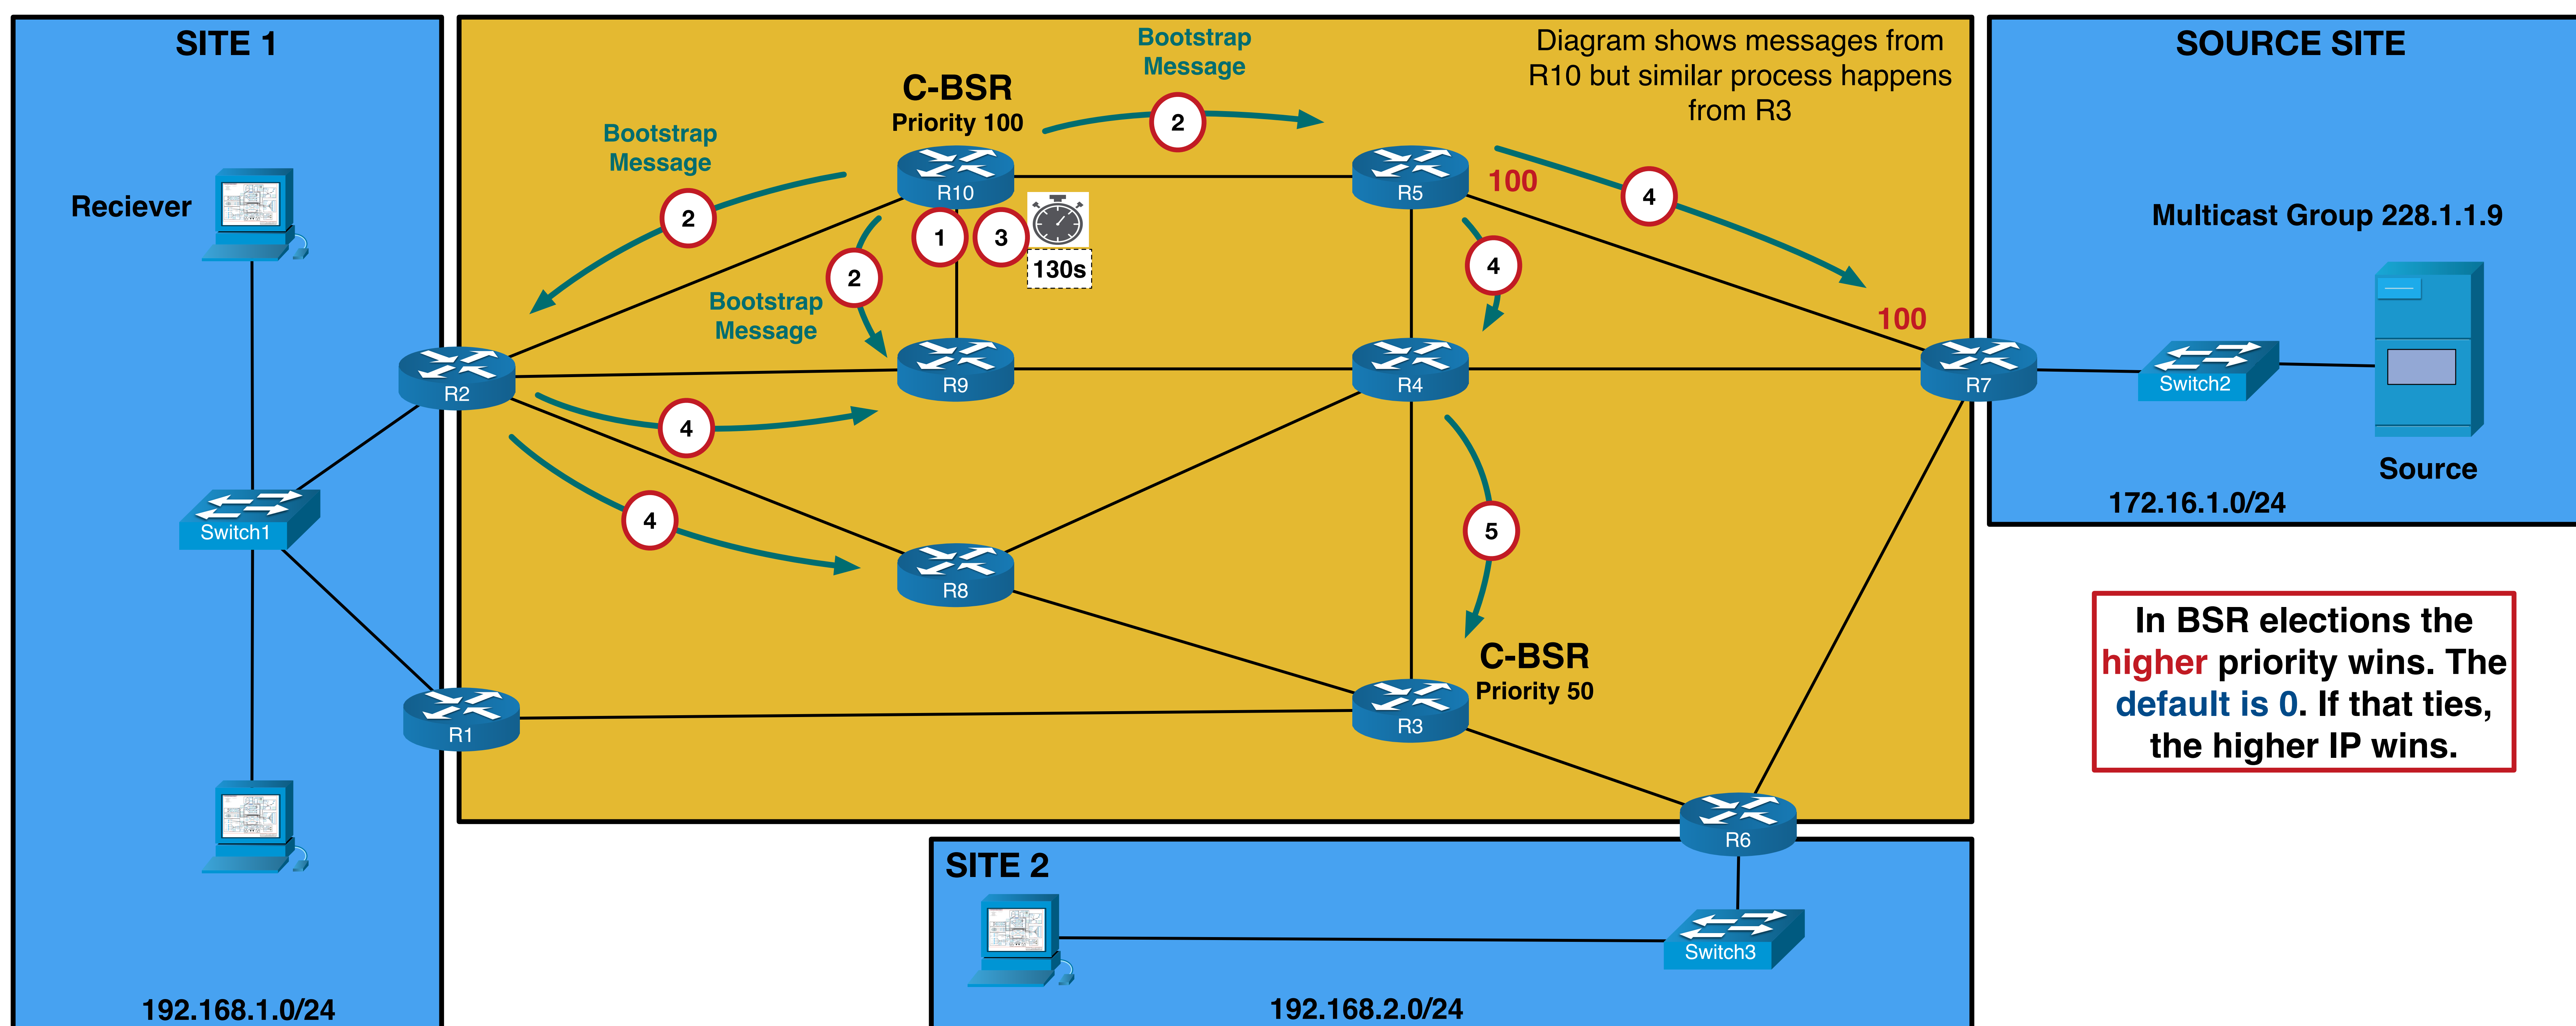 SITE 1
Reciever
Switch1
192.168.1.0/24
R2
R1
Bootstrap
Message
2
C-BSR
Priority 100
R10
1
3
130s
2
Bootstrap
Message
Bootstrap
Message
2
Diagram shows messages from
R10 but similar process happens
from R3
R5
100
4
4
100
R9
R4
R7
4
4
5
R8
C-BSR
Priority 50
R3
R6
SITE 2
Switch3
192.168.2.0/24
SOURCE SITE
Multicast Group 228.1.1.9
Switch2
Source
172.16.1.0/24
In BSR elections the
higher priority wins. The
default is 0. If that ties,
the higher IP wins.